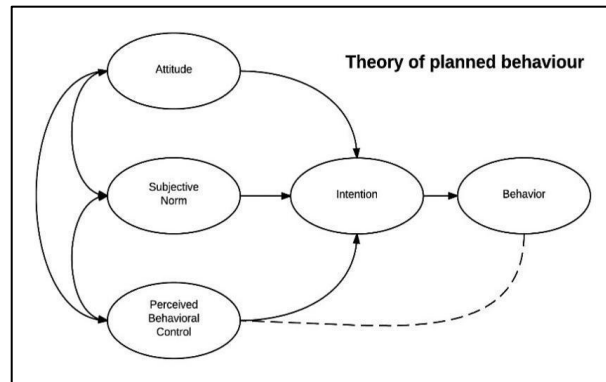 Theory of planned behaviour
Attitude
Subjective
Norm
Intention
Behavior
Perceived
Behavioral
Control